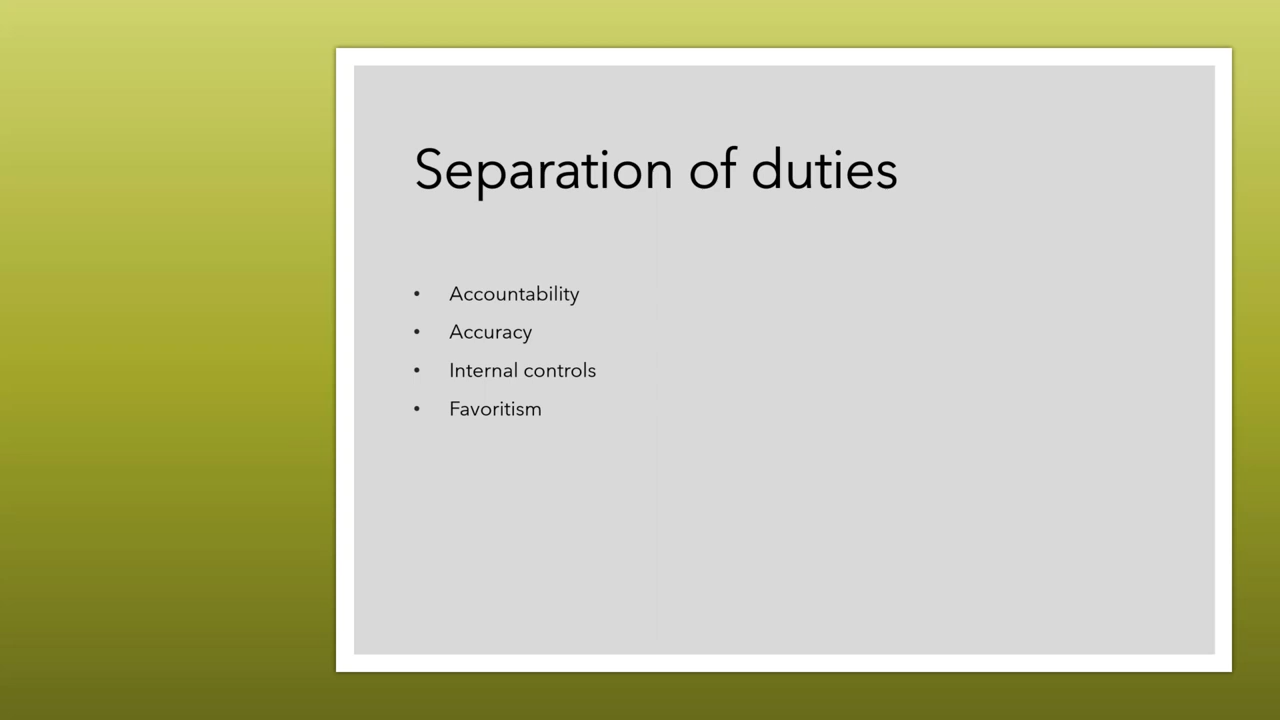 Separation of duties
• Accountability
• Accuracy
• Internal controls
• Favoritism